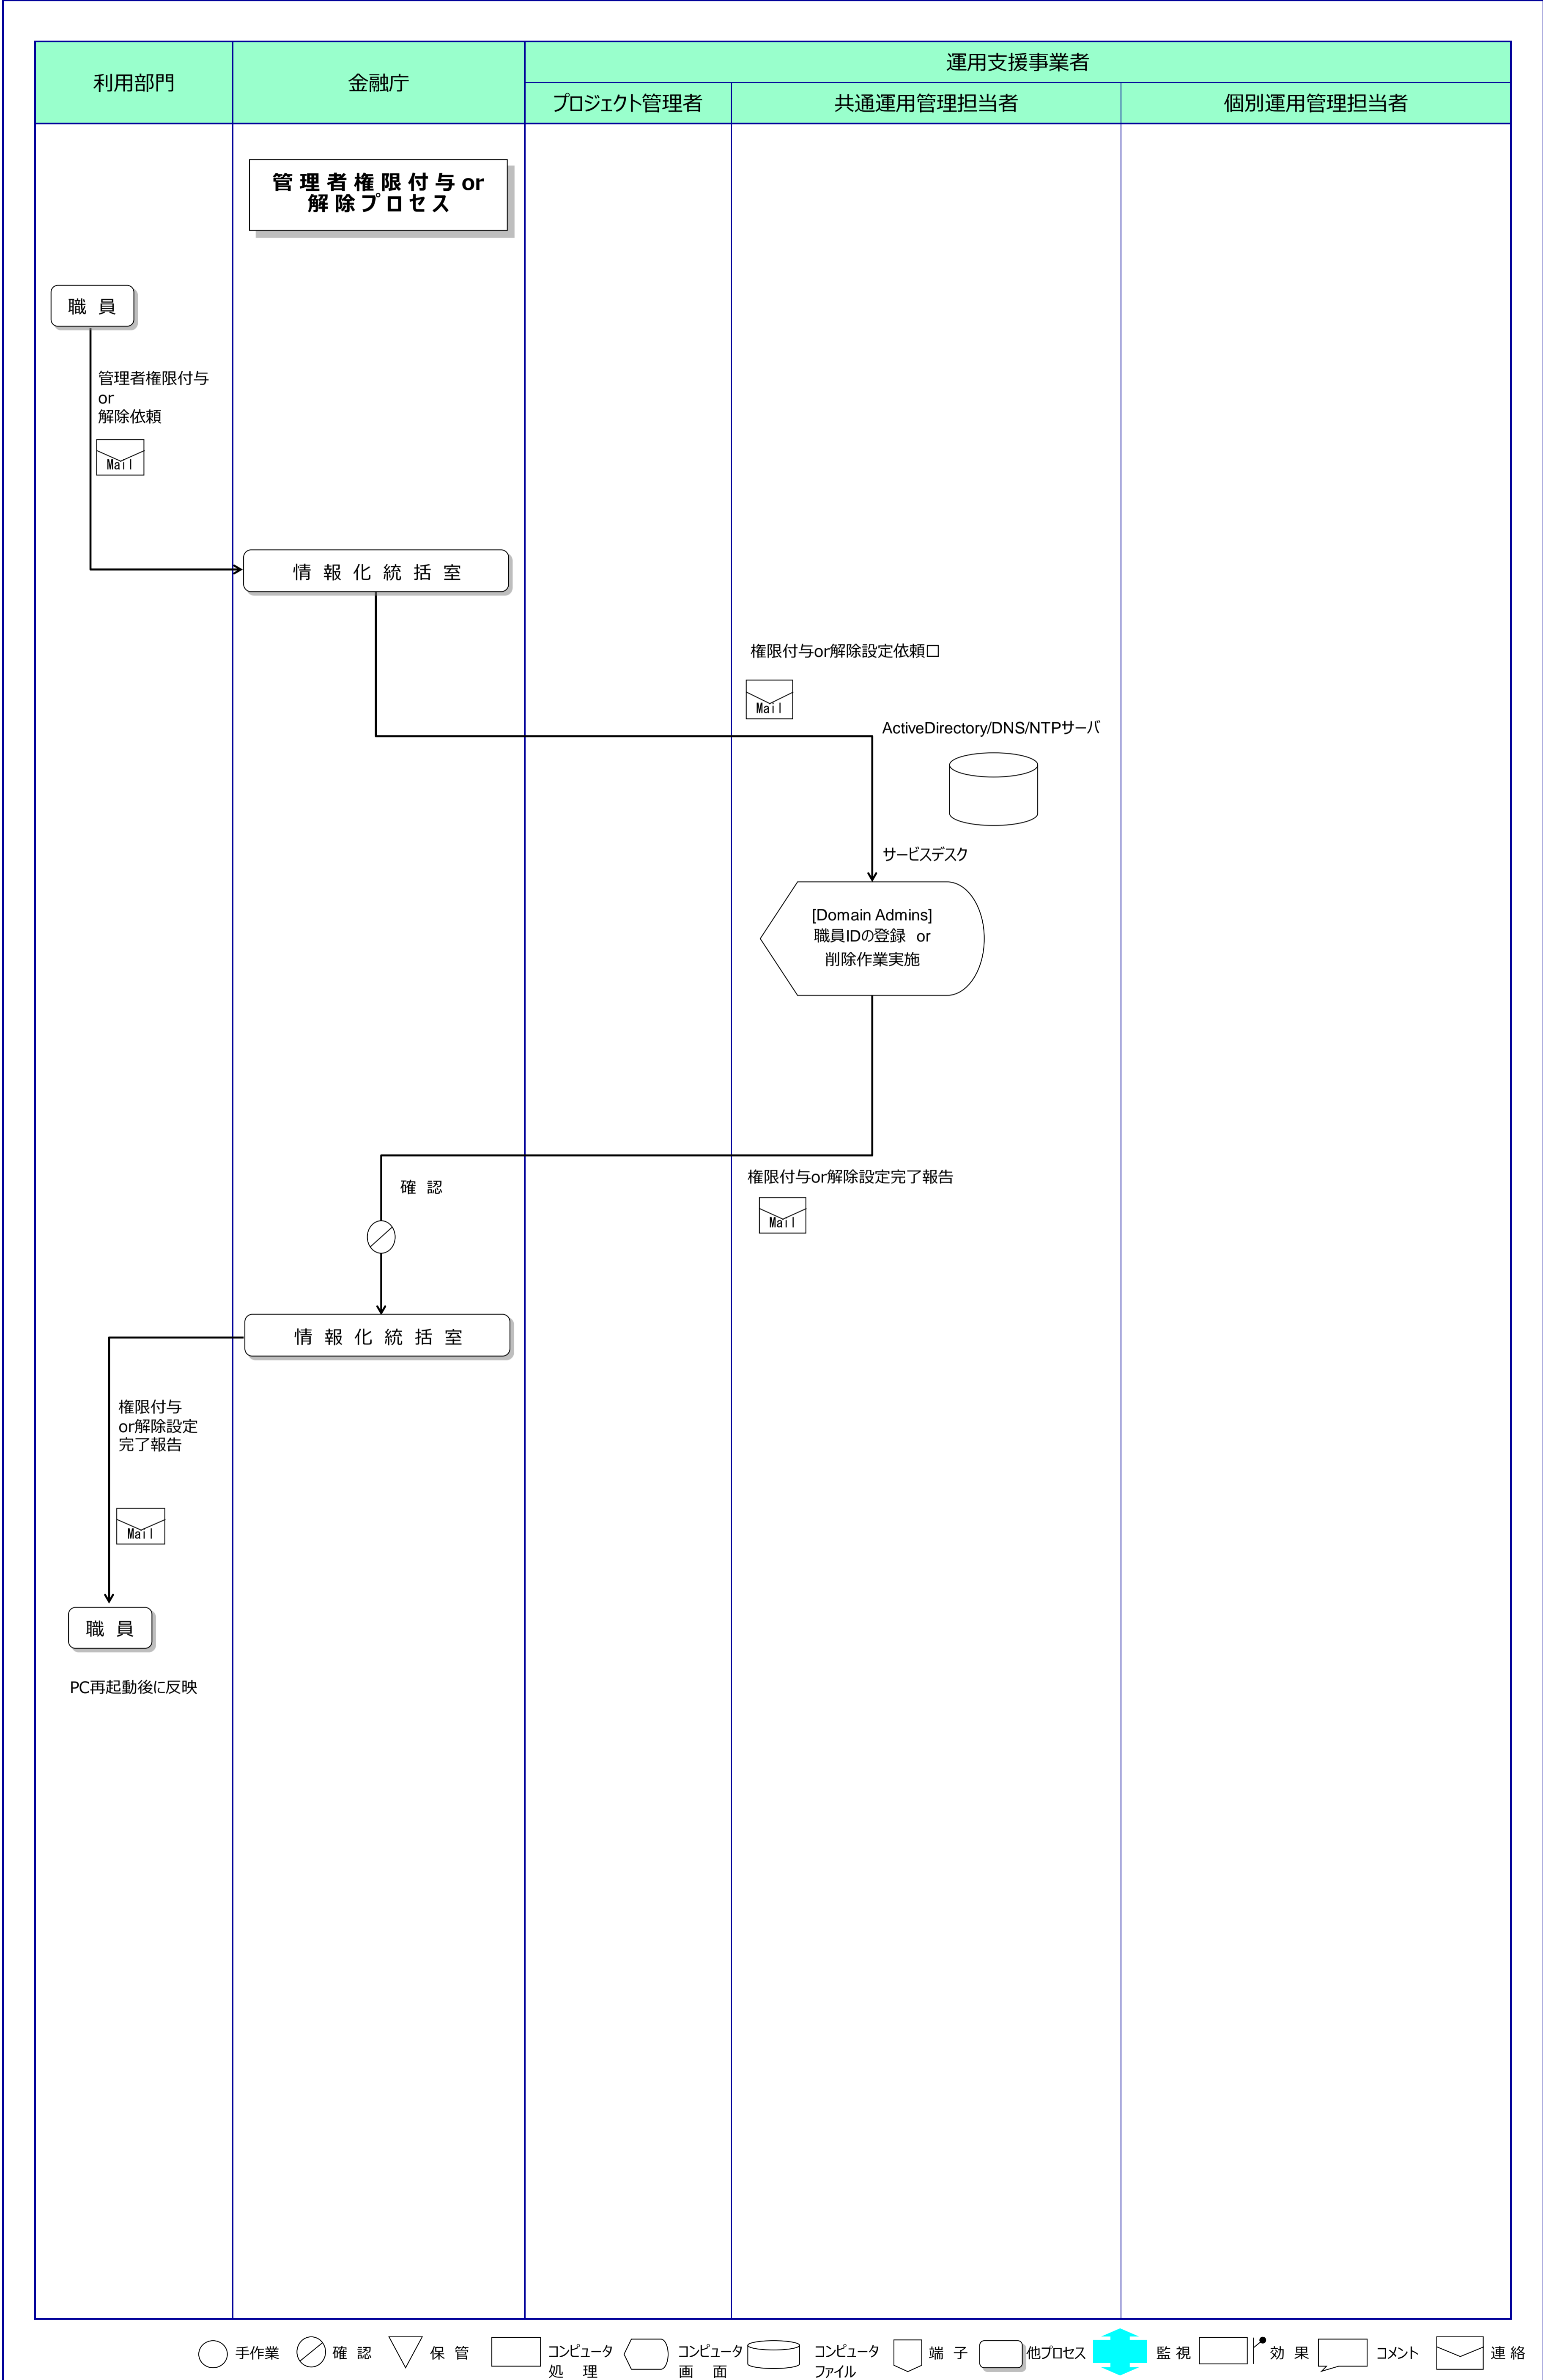 利用部門
金融庁
運用支援事業者
プロジェクト管理者
共通運用管理担当者
個別運用管理担当者
管理者権限付与or
解除プロセス
職　員
管理者権限付与
or
解除依頼
Mail
情　報　化　統　括　室
権限付与or解除設定依頼□
Mail
ActiveDirectory/DNS/NTPサーバ
サービスデスク
[Domain Admins]
職員IDの登録　or
削除作業実施
権限付与or解除設定完了報告
Mail
確　認
情　報　化　統　括　室
権限付与
or解除設定
完了報告
Mail
職　員
PC再起動後に反映
手作業
確　認
保　管
コンピュータ
処　理
コンピュータ
画　面
コンピュータ
ファイル
端　子
他プロセス
監 視
効　果
コメント
連 絡